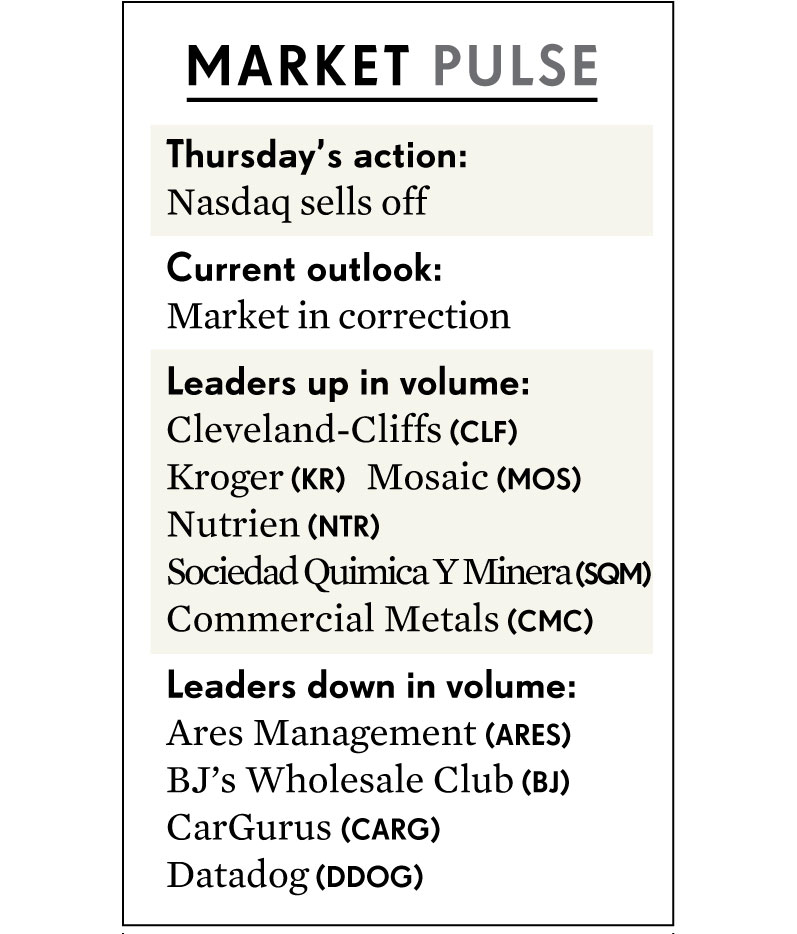 MARKET PULSE
Thursday’s action:
Nasdaq sells off
Current outlook:
Market in correction
Leaders up in volume:
Cleveland-Cliffs (CLF)
Kroger (KR) Mosaic (MOS)
Nutrien (NTR)
Sociedad Quimica Y Minera (SQM)
Commercial Metals (CMC)
Leaders down in volume:
Ares Management (ARES)
BJ’s Wholesale Club (BJ)
CarGurus (CARG)
Datadog (DDOG)